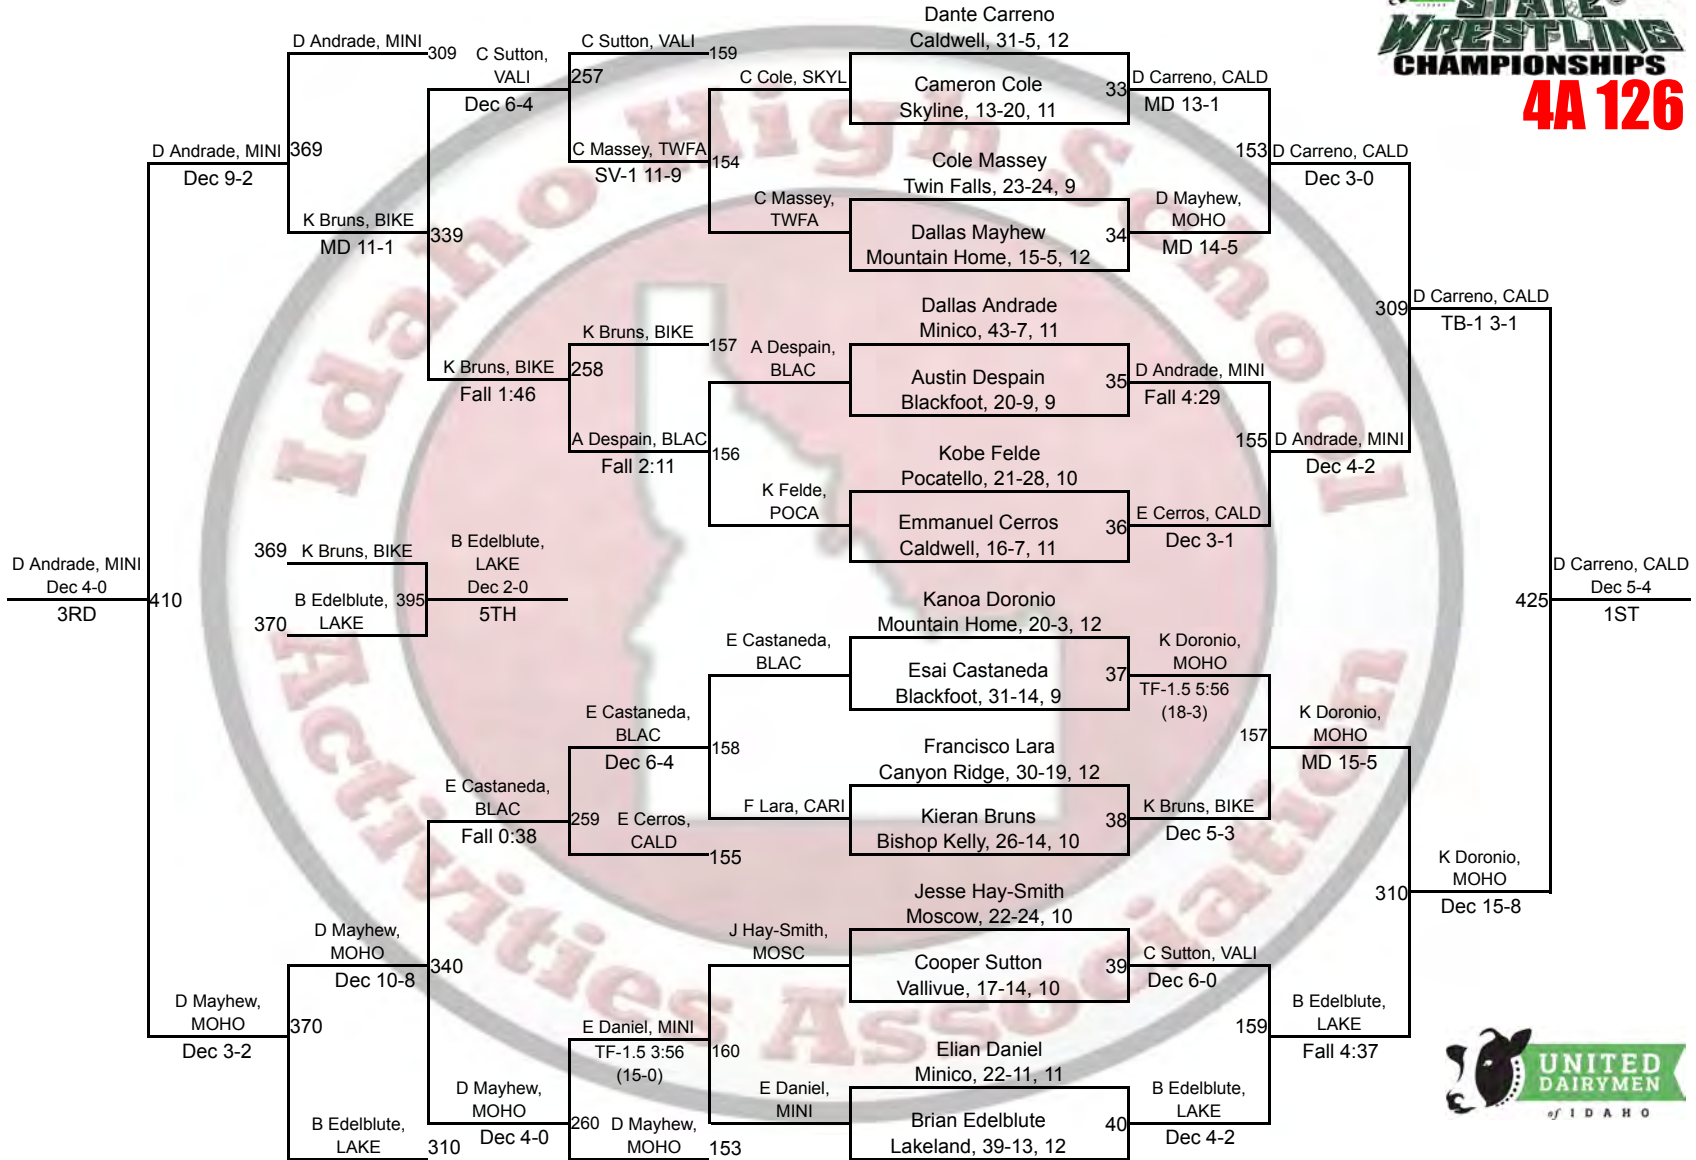 STATE
WRESTLING
CHAMPIONSHIPS
4A 126
Idaho High School
Activities Association
D Andrade, MINI
309
C Sutton,
VALI
Dec 6-4
C Sutton, VALI
159
257
C Massey, TWFA
SV-1 11-9
154
C Cole, SKYL
C Massey,
TWFA
D Andrade, MINI
Dec 9-2
369
K Bruns, BIKE
MD 11-1
339
K Bruns, BIKE
157
K Bruns, BIKE
Fall 1:46
258
A Despain, BLAC
Fall 2:11
156
A Despain,
BLAC
K Felde,
POCA
Dante Carreno
Caldwell, 31-5, 12
Cameron Cole
Skyline, 13-20, 11
33
D Carreno, CALD
MD 13-1
Cole Massey
Twin Falls, 23-24, 9
Dallas Mayhew
Mountain Home, 15-5, 12
34
D Mayhew,
MOHO
MD 14-5
153
D Carreno, CALD
Dec 3-0
Dallas Andrade
Minico, 43-7, 11
Austin Despain
Blackfoot, 20-9, 9
35
D Andrade, MINI
Fall 4:29
Kobe Felde
Pocatello, 21-28, 10
Emmanuel Cerros
Caldwell, 16-7, 11
36
E Cerros, CALD
Dec 3-1
155
D Andrade, MINI
Dec 4-2
309
D Carreno, CALD
TB-1 3-1
D Andrade, MINI
Dec 4-0
3RD
410
369
K Bruns, BIKE
370
B Edelblute,
LAKE
395
B Edelblute,
LAKE
Dec 2-0
5TH
425
D Carreno, CALD
Dec 5-4
1ST
Kanoa Doronio
Mountain Home, 20-3, 12
Esai Castaneda
Blackfoot, 31-14, 9
37
K Doronio,
MOHO
TF-1.5 5:56
(18-3)
Francisco Lara
Canyon Ridge, 30-19, 12
Kieran Bruns
Bishop Kelly, 26-14, 10
38
K Bruns, BIKE
Dec 5-3
157
K Doronio,
MOHO
MD 15-5
Jesse Hay-Smith
Moscow, 22-24, 10
Cooper Sutton
Vallivue, 17-14, 10
39
C Sutton, VALI
Dec 6-0
Elian Daniel
Minico, 22-11, 11
Brian Edelblute
Lakeland, 39-13, 12
40
B Edelblute,
LAKE
Dec 4-2
159
B Edelblute,
LAKE
Fall 4:37
310
K Doronio,
MOHO
Dec 15-8
E Castaneda,
BLAC
F Lara, CARI
E Castaneda,
BLAC
Dec 6-4
158
E Castaneda,
BLAC
Fall 0:38
259
E Cerros,
CALD
155
J Hay-Smith,
MOSC
E Daniel,
MINI
E Daniel, MINI
TF-1.5 3:56
(15-0)
160
D Mayhew,
MOHO
Dec 4-0
260
D Mayhew,
MOHO
153
D Mayhew,
MOHO
Dec 10-8
340
D Mayhew,
MOHO
Dec 3-2
370
B Edelblute,
LAKE
310
UNITED
DAIRYMEN
of IDAHO